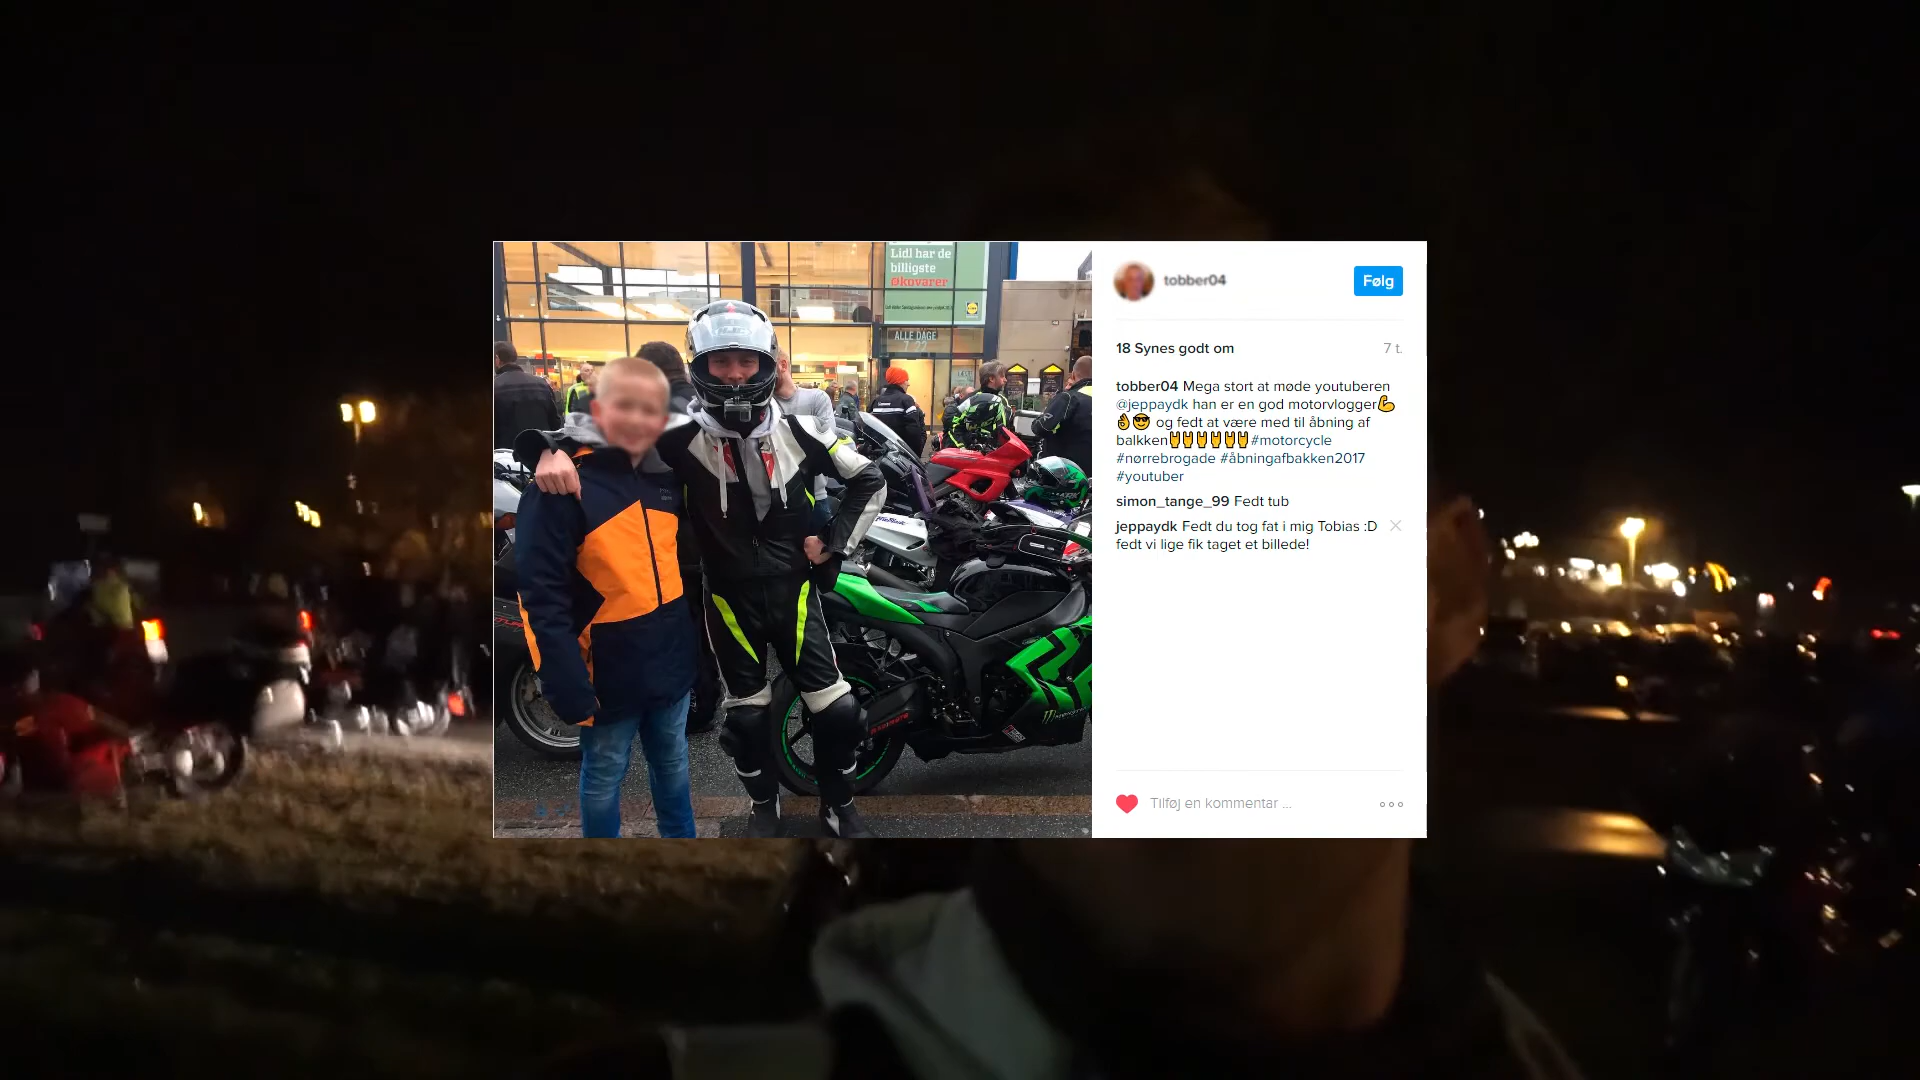 Lidl har de
billigste
Økovarer
ALLE DAGE
7 22
HJC
tobber04
Følg
18 Synes godt om
7 t.
tobber04 Mega stort at møde youtuberen
@jeppaydk han er en god motorvlogger💪
👌😎 og fedt at være med til åbning af
balkken🤘🤘🤘🤘🤘🤘#motorcycle
#nørrebrogade #åbningafbakken2017
#youtuber
simon_tange_99 Fedt tub
jeppaydk Fedt du tog fat i mig Tobias :D
fedt vi lige fik taget et billede!
Tilføj en kommentar ...